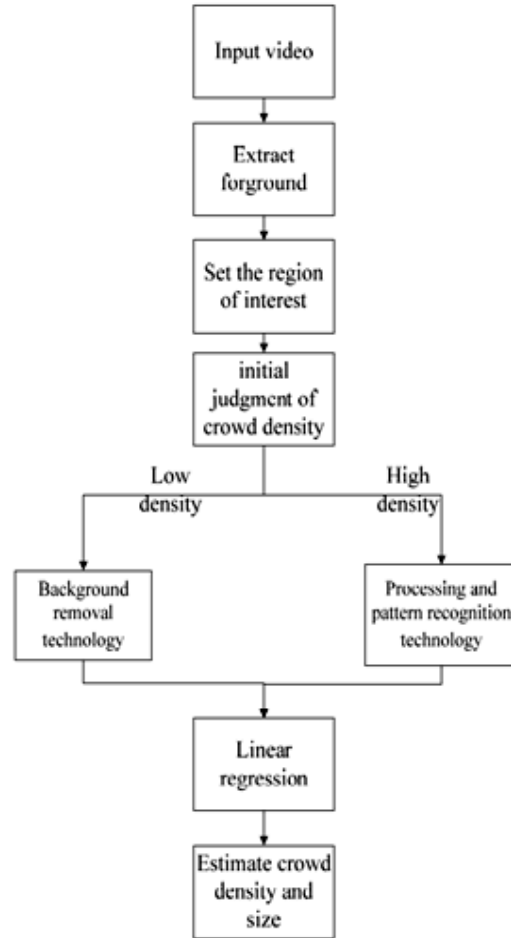 Input video
Extract
forground
Set the region
of interest
initial
judgment of
crowd density
Low
density
High
density
Background
removal
technology
Processing and
pattern recognition
technology
Linear
regression
Estimate crowd
density and
size